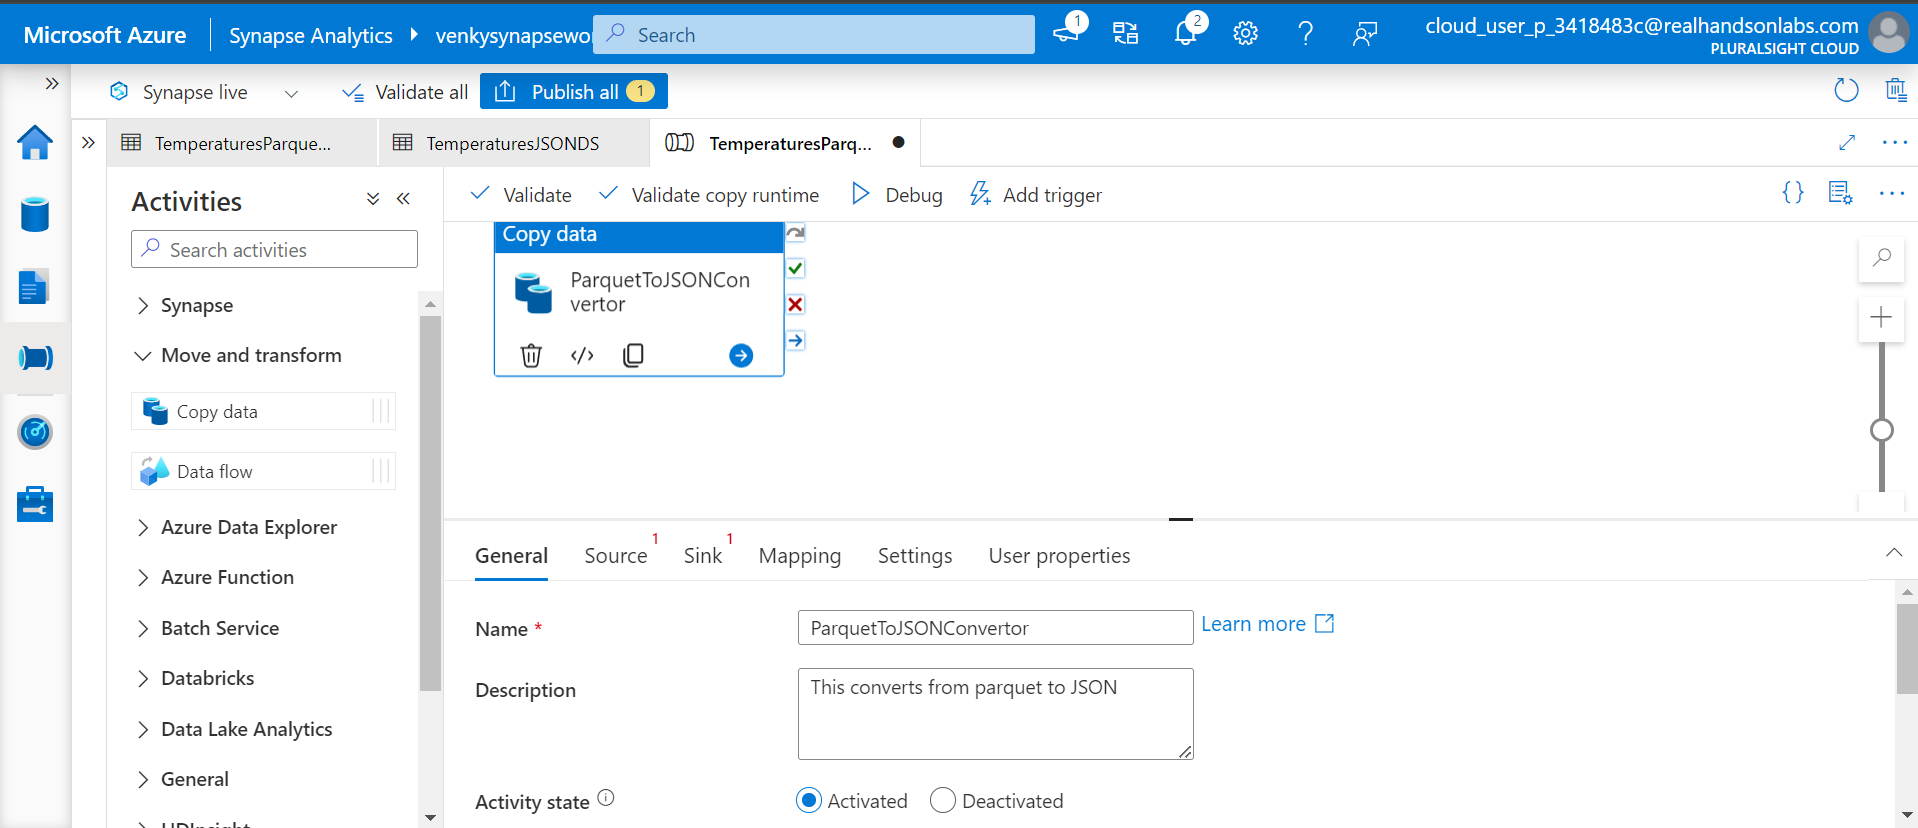 Microsoft Azure
Synapse Analytics
venkysynapsewor
Search
1
2
cloud_user_p_3418483c@realhandsonlabs.com
PLURALSIGHT CLOUD
Synapse live
Validate all
Publish all 1
TemperaturesParque...
TemperaturesJSONDS
TemperaturesParq...
Activities
Search activities
Synapse
Move and transform
Copy data
Data flow
Azure Data Explorer
Azure Function
Batch Service
Databricks
Data Lake Analytics
General
HDInsight
Validate
Validate copy runtime
Debug
Add trigger
Copy data
ParquetToJSONCon
vertor
General
Source 1
Sink 1
Mapping
Settings
User properties
Name *
ParquetToJSONConvertor
Learn more
Description
This converts from parquet to JSON
Activity state
Activated
Deactivated